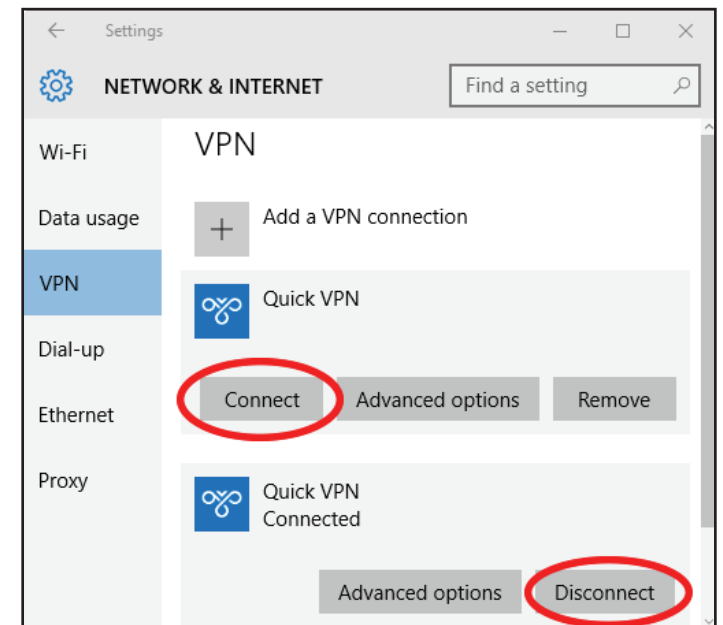 Settings
NETWORK & INTERNET
Find a setting
Wi-Fi
Data usage
VPN
Dial-up
Ethernet
Proxy
VPN
Add a VPN connection
Quick VPN
Connect Advanced options Remove
Quick VPN
Connected
Advanced options Disconnect